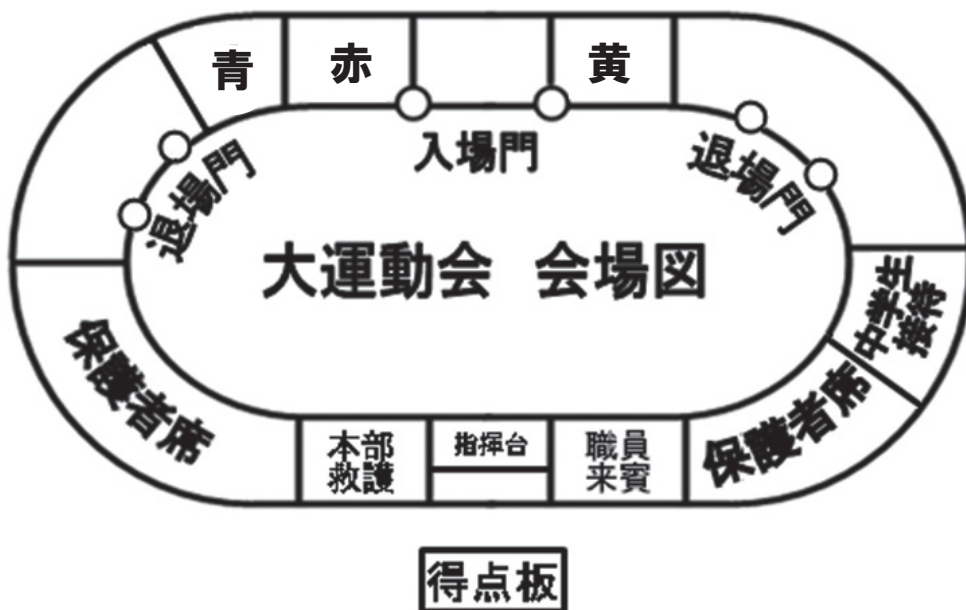 青
赤
黄
退場門
入場門
退場門
大運動会 会場図
中学生
接待
保護者席
本部
救護
指揮台
職員
来賓
保護者席
得点板